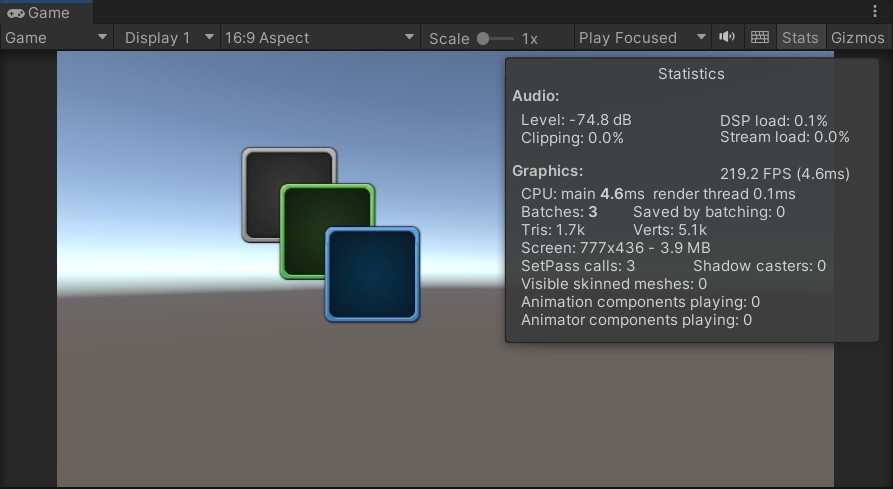 Game
Game Display 1 16:9 Aspect Scale 1x Play Focused Stats Gizmos
Statistics
Audio:
Level: -74.8 dB DSP load: 0.1%
Clipping: 0.0% Stream load: 0.0%
Graphics: 219.2 FPS (4.6ms)
CPU: main 4.6ms render thread 0.1ms
Batches: 3 Saved by batching: 0
Tris: 1.7k Verts: 5.1k
Screen: 777x436 - 3.9 MB
SetPass calls: 3 Shadow casters: 0
Visible skinned meshes: 0
Animation components playing: 0
Animator components playing: 0